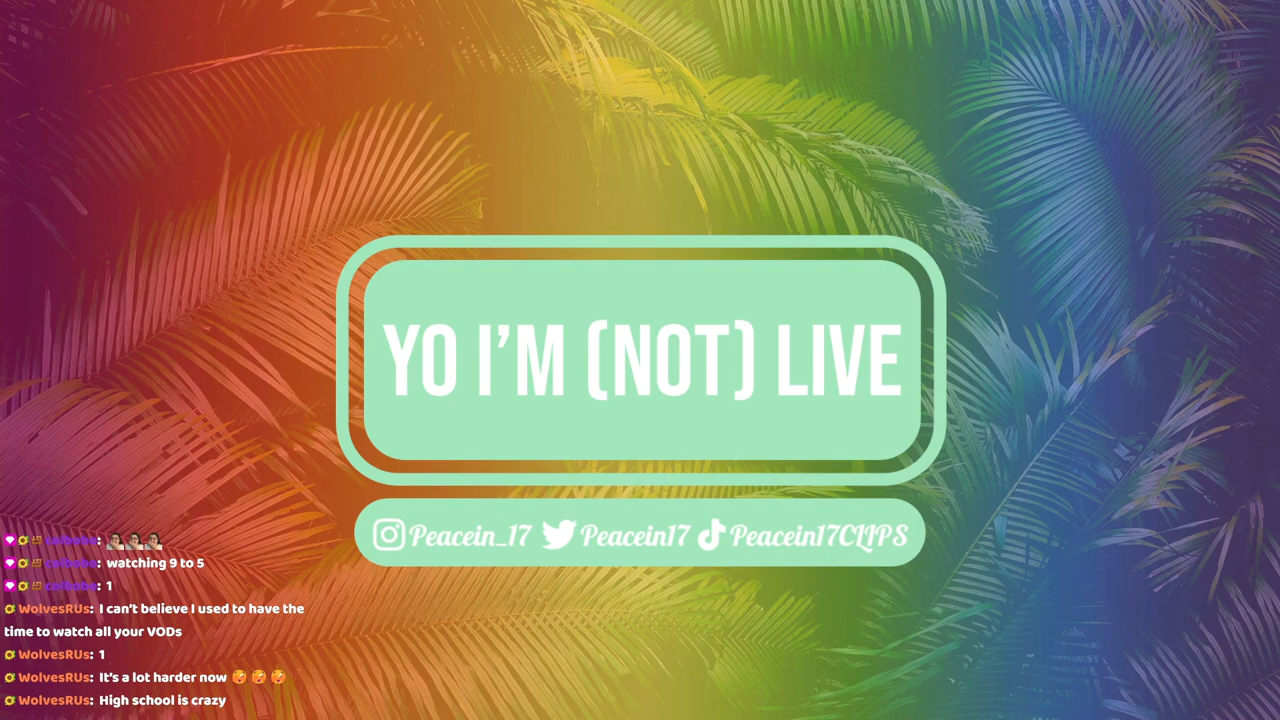 YO I'M (NOT) LIVE
Peacein_17 Peacein17 Peacein17CLIPS
:
: watching 9 to 5
: 1
WolvesRUs: I can't believe I used to have the
time to watch all your VODs
WolvesRUs: 1
WolvesRUs: It's a lot harder now
WolvesRUs: High school is crazy